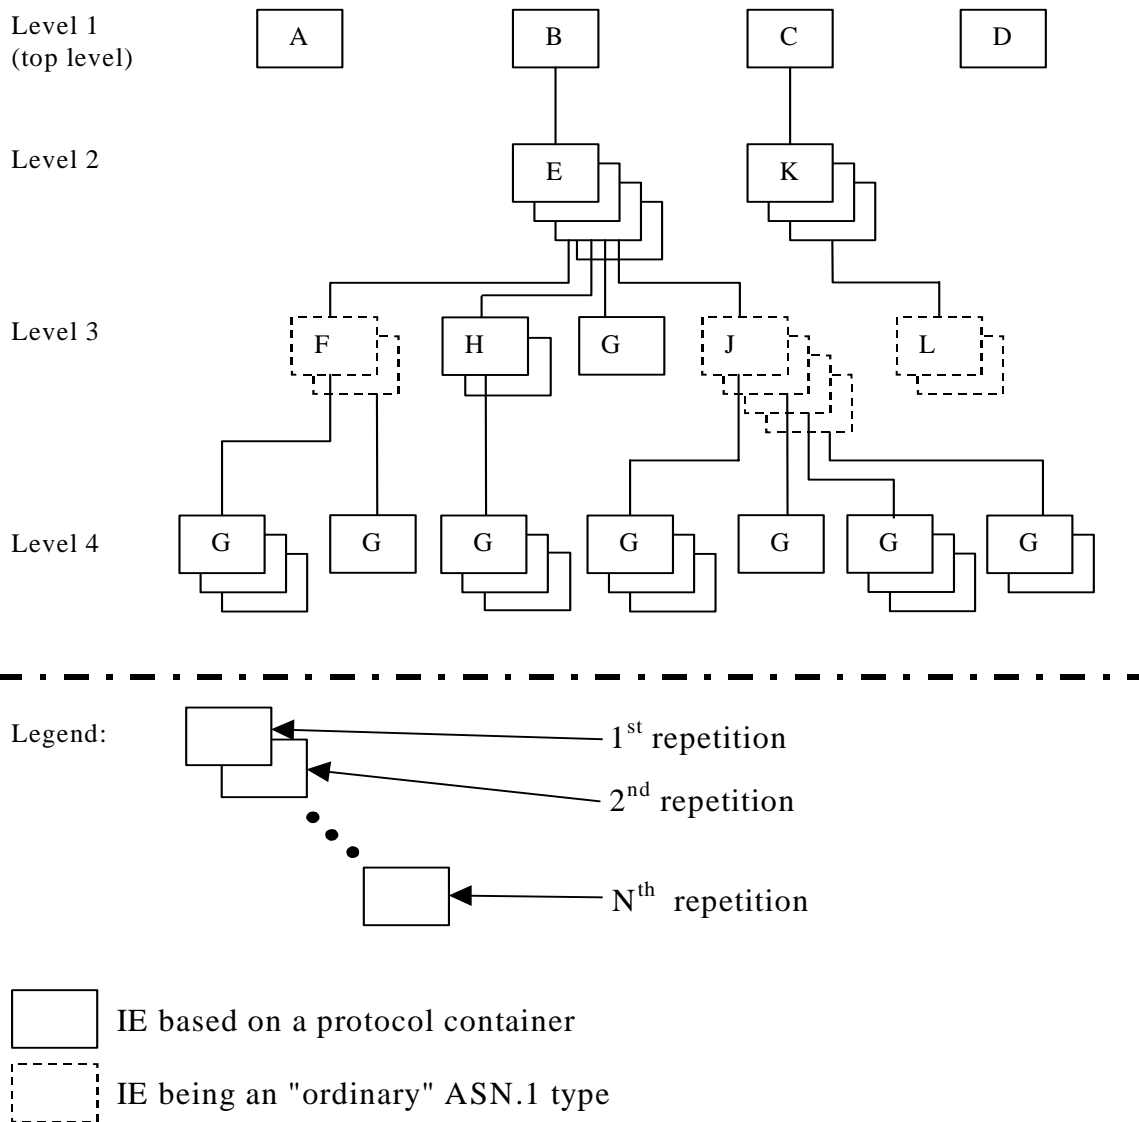 Level 1
(top level)
A B C D
Level 2
E K
Level 3
F H G J L
Level 4
G G G G G G G
Legend:
1st repetition
2nd repetition
Nth repetition
IE based on a protocol container
IE being an "ordinary" ASN.1 type